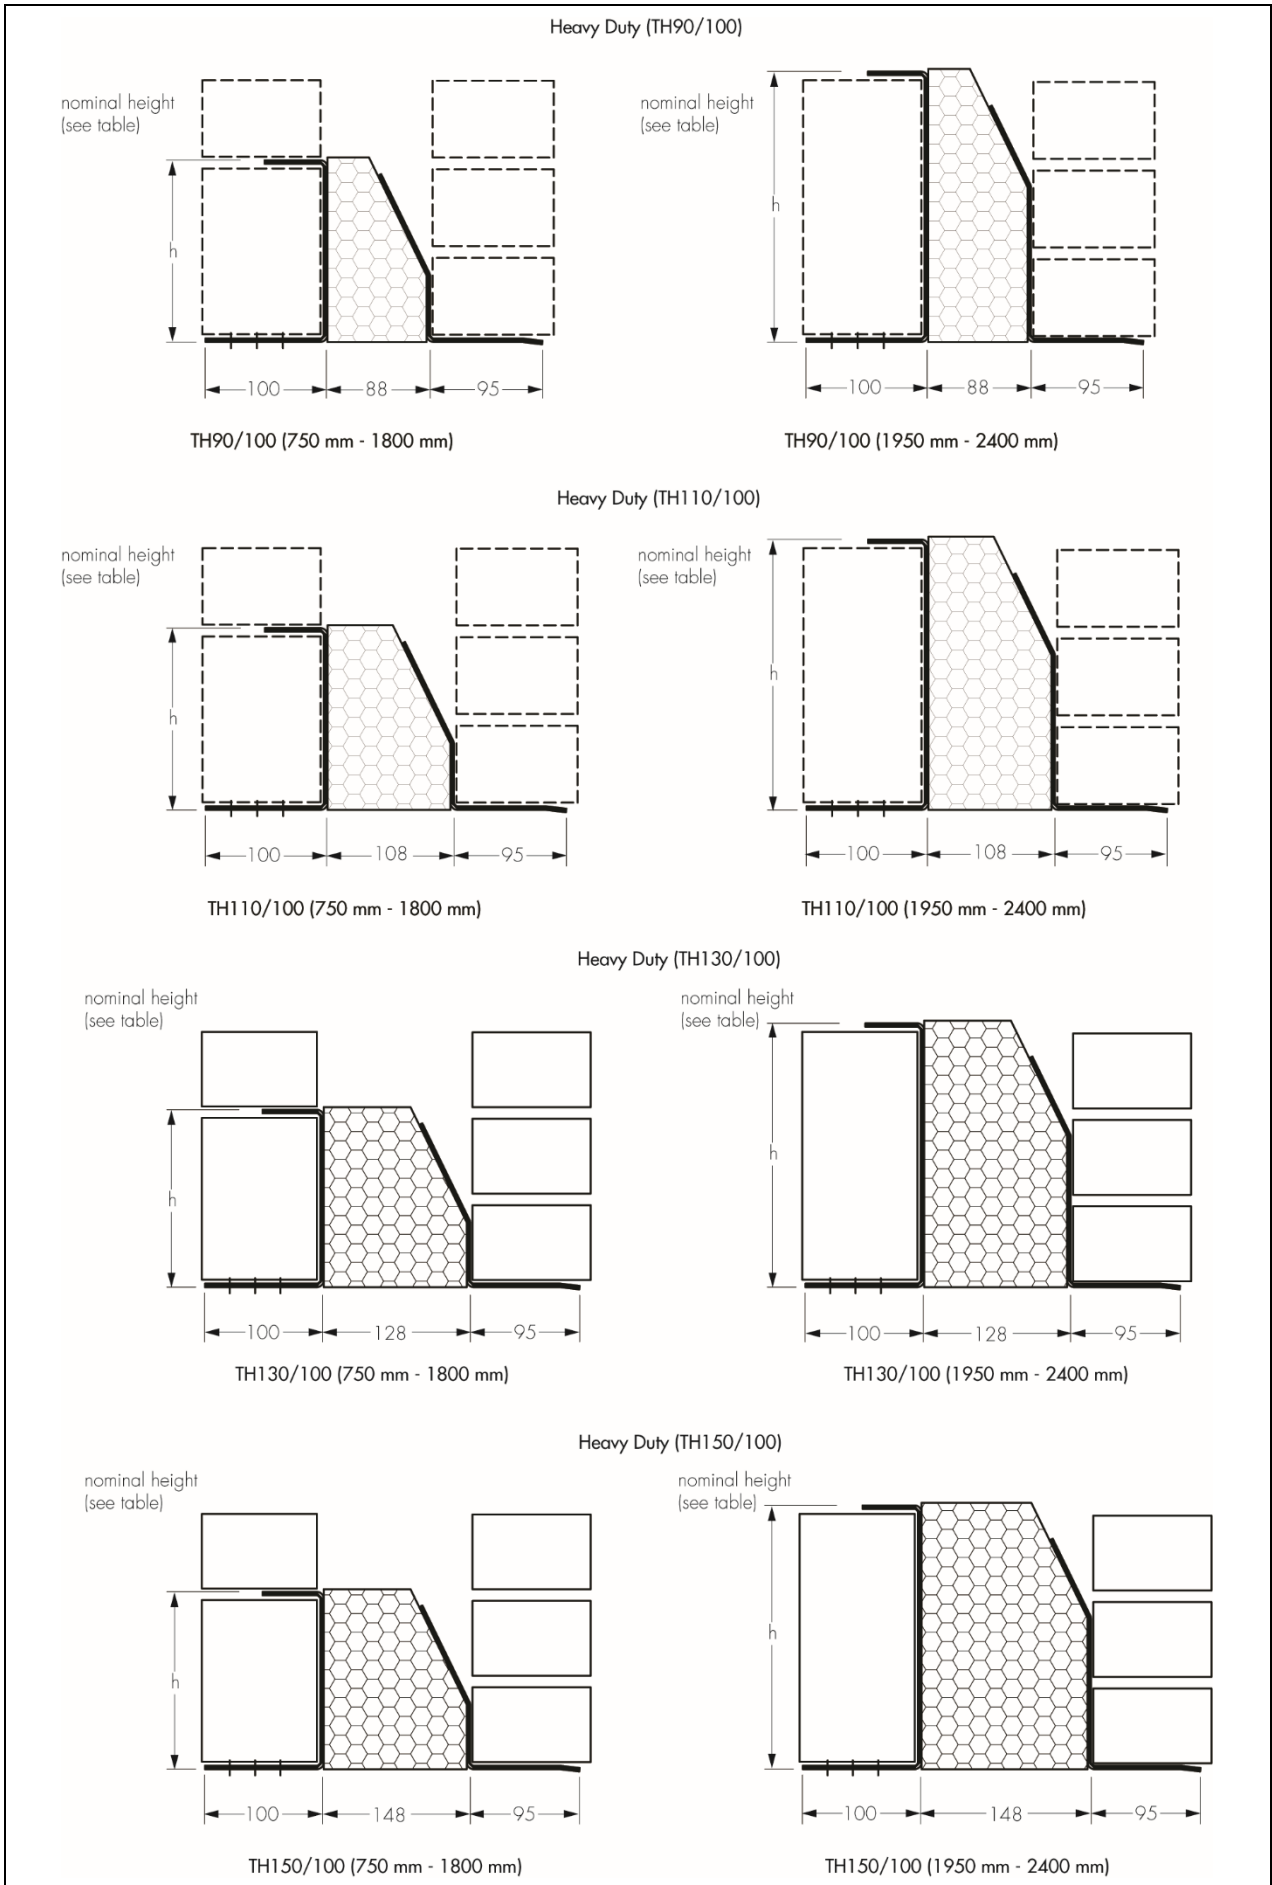 Heavy Duty (TH90/100)
nominal height
(see table)
h
100
88
95
TH90/100 (750 mm - 1800 mm)
nominal height
(see table)
h
100
88
95
TH90/100 (1950 mm - 2400 mm)
Heavy Duty (TH110/100)
nominal height
(see table)
h
100
108
95
TH110/100 (750 mm - 1800 mm)
nominal height
(see table)
h
100
108
95
TH110/100 (1950 mm - 2400 mm)
Heavy Duty (TH130/100)
nominal height
(see table)
h
100
128
95
TH130/100 (750 mm - 1800 mm)
nominal height
(see table)
h
100
128
95
TH130/100 (1950 mm - 2400 mm)
Heavy Duty (TH150/100)
nominal height
(see table)
h
100
148
95
TH150/100 (750 mm - 1800 mm)
nominal height
(see table)
h
100
148
95
TH150/100 (1950 mm - 2400 mm)